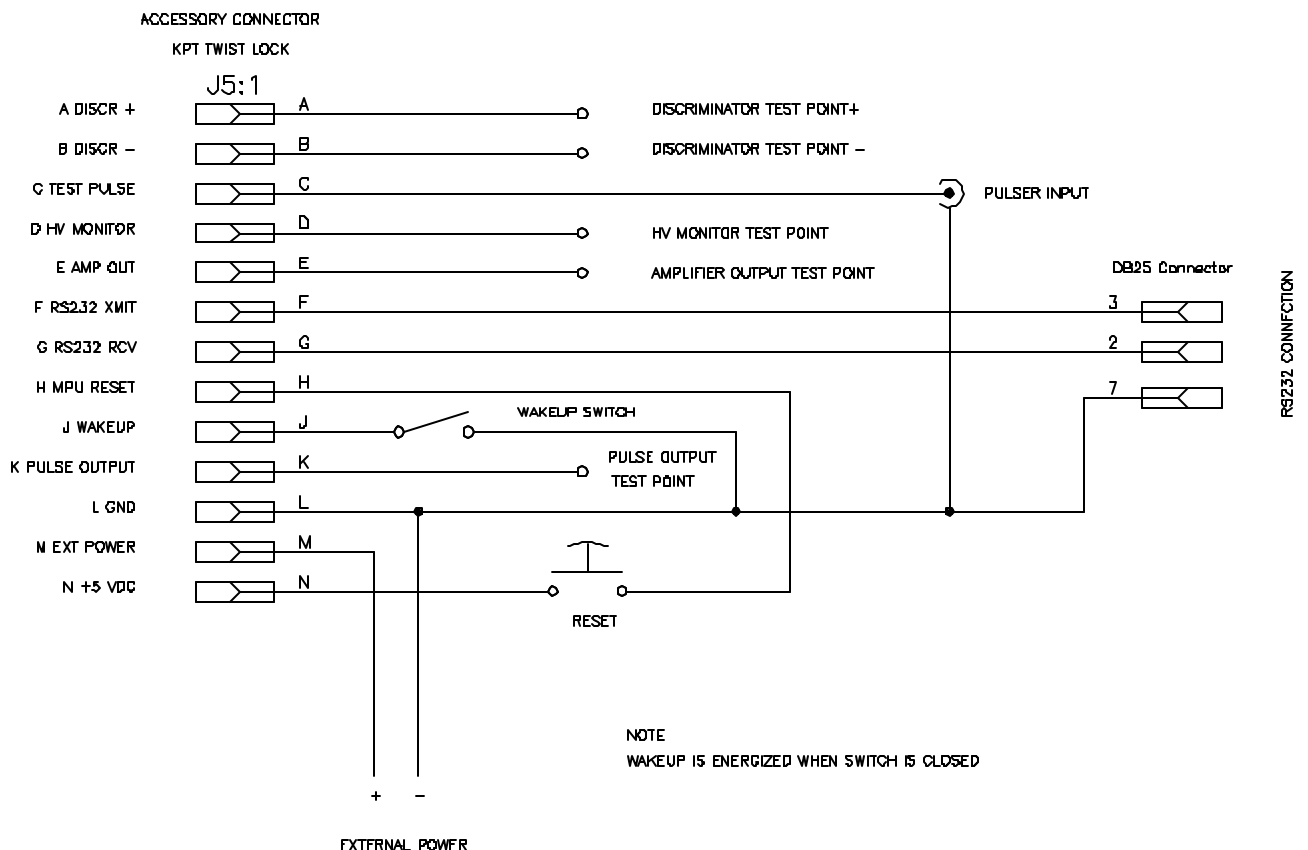 ACCESSORY CONNECTOR
KPT TWIST LOCK
J5:1
A DISCR +
A
DISCRIMINATOR TEST POINT+
B DISCR -
B
DISCRIMINATOR TEST POINT -
C TEST PULSE
C
PULSER INPUT
D HV MONITOR
D
HV MONITOR TEST POINT
E AMP OUT
E
AMPLIFIER OUTPUT TEST POINT
DB25 Connector
F RS232 XMIT
F
3
G RS232 RCV
G
2
RS232 CONNECTION
H MPU RESET
H
7
J WAKEUP
J
WAKEUP SWITCH
K PULSE OUTPUT
K
PULSE OUTPUT
TEST POINT
L GND
L
M EXT POWER
M
N +5 VDC
N
RESET
NOTE
WAKEUP IS ENERGIZED WHEN SWITCH IS CLOSED
+ -
EXTERNAL POWER